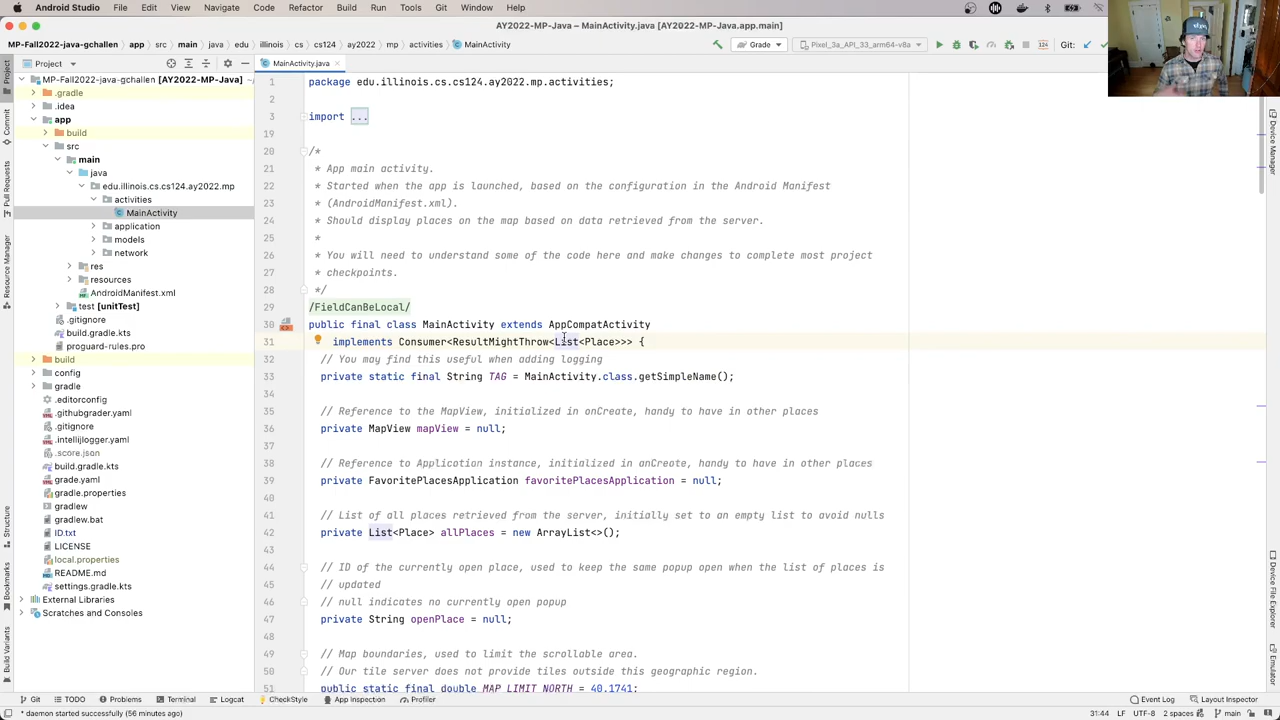 Android Studio File Edit View Navigate Code Refactor Build Run Tools Git Window Help
AY2022-MP-Java – MainActivity.java [AY2022-MP-Java.app.main]
MP-Fall2022-java-gchallen app src main java edu illinois cs cs124 ay2022 mp activities MainActivity
Grade Pixel_3a_API_33_arm64-v8a Git:
Project
MainActivity.java
MP-Fall2022-java-gchallen [AY2022-MP-Java]
.gradle
.idea
app
build
src
main
java
edu.illinois.cs.cs124.ay2022.mp
activities
MainActivity
application
models
network
res
resources
AndroidManifest.xml
test [unitTest]
.gitignore
build.gradle.kts
proguard-rules.pro
build
config
gradle
.editorconfig
.githubgrader.yaml
.gitignore
.intellijlogger.yaml
.score.json
build.gradle.kts
grade.yaml
gradle.properties
gradlew
gradlew.bat
ID.txt
LICENSE
local.properties
README.md
settings.gradle.kts
External Libraries
Scratches and Consoles
1 package edu.illinois.cs.cs124.ay2022.mp.activities;
2
3 import ...
19
20 /*
21 * App main activity.
22 * Started when the app is launched, based on the configuration in the Android Manifest
23 * (AndroidManifest.xml).
24 * Should display places on the map based on data retrieved from the server.
25 *
26 * You will need to understand some of the code here and make changes to complete most project
27 * checkpoints.
28 */
29 /FieldCanBeLocal/
30 public final class MainActivity extends AppCompatActivity
31 implements Consumer<ResultMightThrow<List<Place>>> {
32 // You may find this useful when adding logging
33 private static final String TAG = MainActivity.class.getSimpleName();
34
35 // Reference to the MapView, initialized in onCreate, handy to have in other places
36 private MapView mapView = null;
37
38 // Reference to Application instance, initialized in onCreate, handy to have in other places
39 private FavoritePlacesApplication favoritePlacesApplication = null;
40
41 // List of all places retrieved from the server, initially set to an empty list to avoid nulls
42 private List<Place> allPlaces = new ArrayList<>();
43
44 // ID of the currently open place, used to keep the same popup open when the list of places is
45 // updated
46 // null indicates no currently open popup
47 private String openPlace = null;
48
49 // Map boundaries, used to limit the scrollable area.
50 // Our tile server does not provide tiles outside this geographic region.
51 public static final double MAP_LIMIT_NORTH = 40.1741;
Project
Commit
Pull Requests
Resource Manager
Structure
Bookmarks
Build Variants
Device Manager
Device File Explorer
Emulator
Git TODO Problems Terminal Logcat CheckStyle App Inspection Profiler Event Log Layout Inspector
* daemon started successfully (56 minutes ago) 31:44 LF UTF-8 2 spaces main